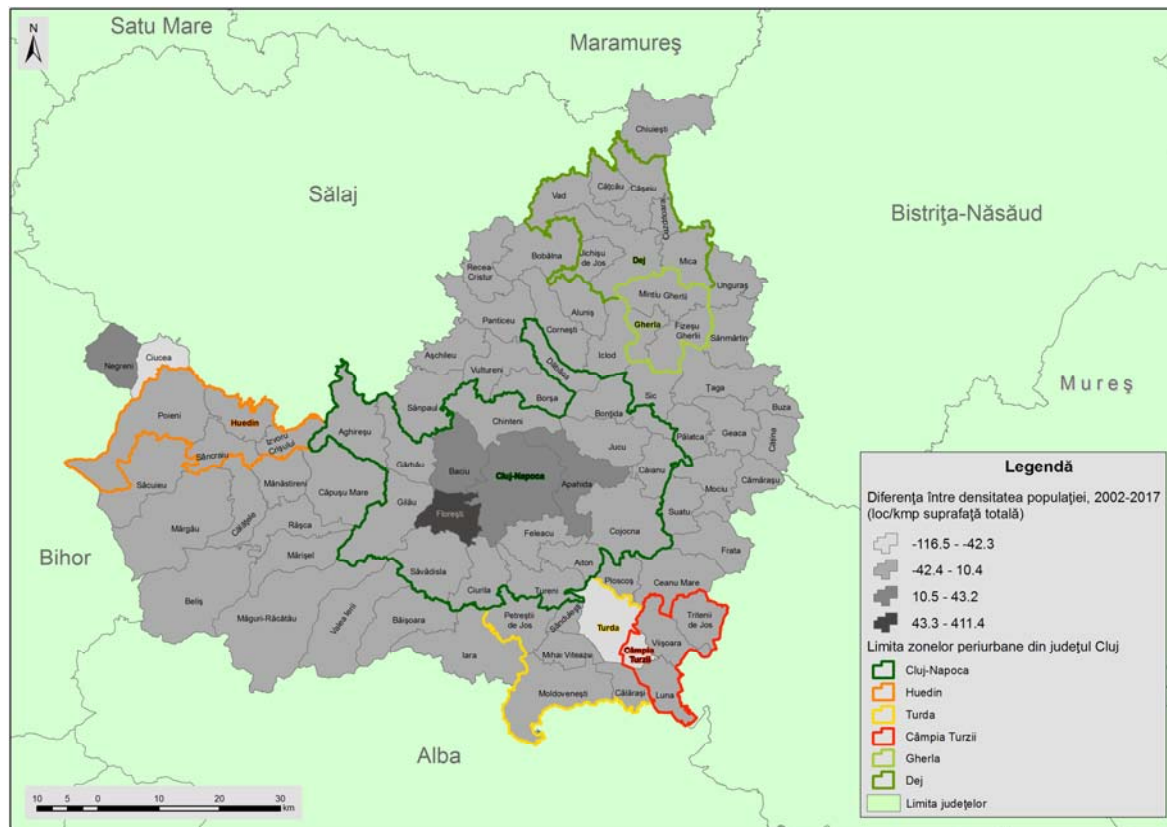 N
Satu Mare
Maramureş
Sălaj
Bistriţa-Năsăud
Mureş
Bihor
Alba
Chiuieşti
Vad
Câţcău
Căşeiu
Cuzdrioara
Bobâlna
Jichişu
de Jos
Dej
Mica
Recea-
Cristur
Unguraş
Mintiu Gherlii
Panticeu
Aluniş
Corneşti
Gherla
Fizeşu
Gherlii
Sânmărtin
Negreni
Ciucea
Aşchileu
Vultureni
Dăbâca
Iclod
Poieni
Huedin
Izvoru
Crişului
Sâncraiu
Aghireşu
Sânpaul
Borşa
Sic
Ţaga
Chinteni
Bonţida
Buza
Săcuieu
Mănăstireni
Gârbău
Baciu
Cluj-Napoca
Jucu
Pălatca
Geaca
Cătina
Căpuşu Mare
Gilău
Apahida
Căianu
Mociu
Cămăraşu
Mărgău
Călăţele
Râşca
Floreşti
Feleacu
Cojocna
Suatu
Mărişel
Săvădisla
Aiton
Frata
Beliş
Măguri-Răcătău
Valea Ierii
Băişoara
Ciurila
Tureni
Ploscoş
Ceanu Mare
Petreştii
de Jos
Săndulești
Turda
Tritenii
de Jos
Iara
Mihai Viteazu
Câmpia
Turzii
Viişoara
Moldoveneşti
Călăraşi
Luna
Legendă
Diferenţa între densitatea populaţiei, 2002-2017
(loc/kmp suprafaţă totală)
-116.5 - -42.3
-42.4 - 10.4
10.5 - 43.2
43.3 - 411.4
Limita zonelor periurbane din judeţul Cluj
Cluj-Napoca
Huedin
Turda
Câmpia Turzii
Gherla
Dej
Limita judeţelor
10 5 0 10 20 30
km